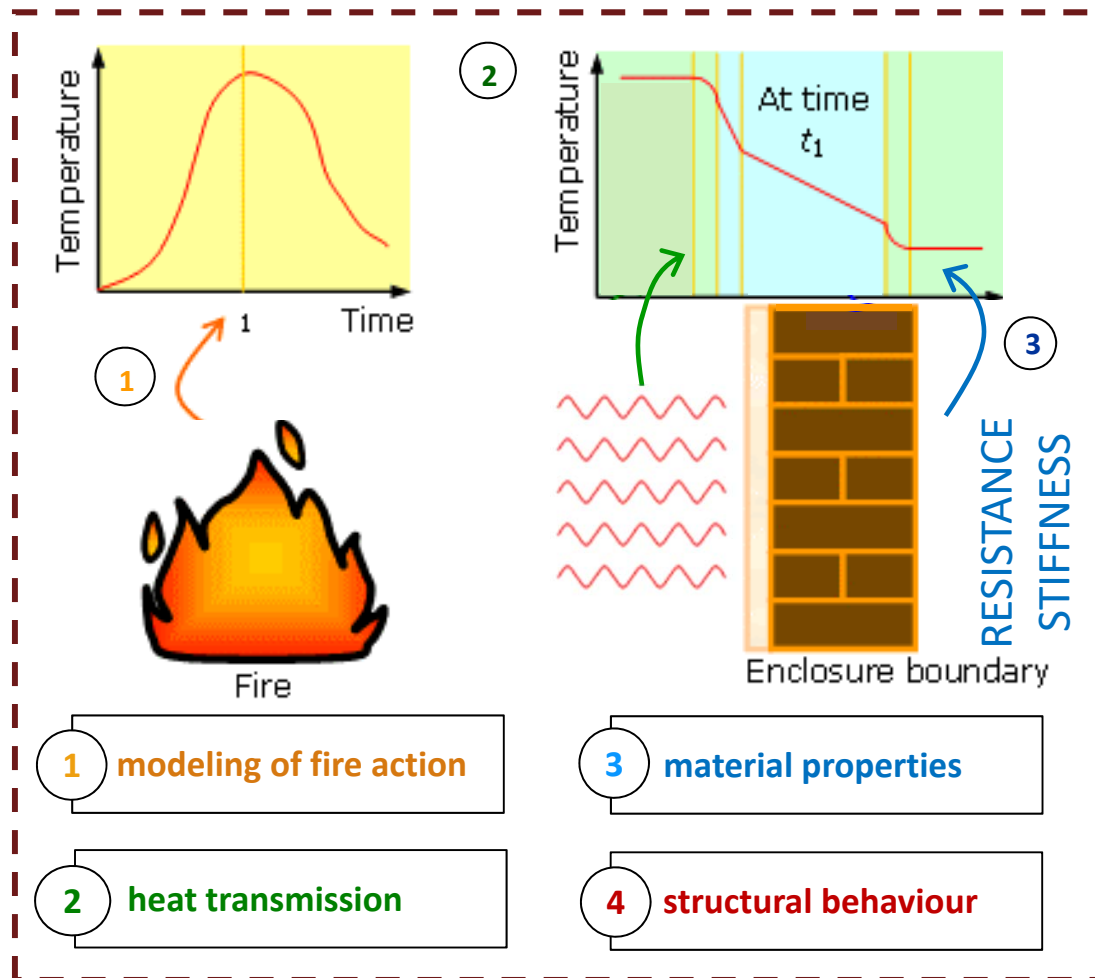 Temperature
1
Time
1
Fire
2
Temperature
At time
t₁
3
RESISTANCE
STIFFNESS
Enclosure boundary
1 modeling of fire action
2 heat transmission
3 material properties
4 structural behaviour